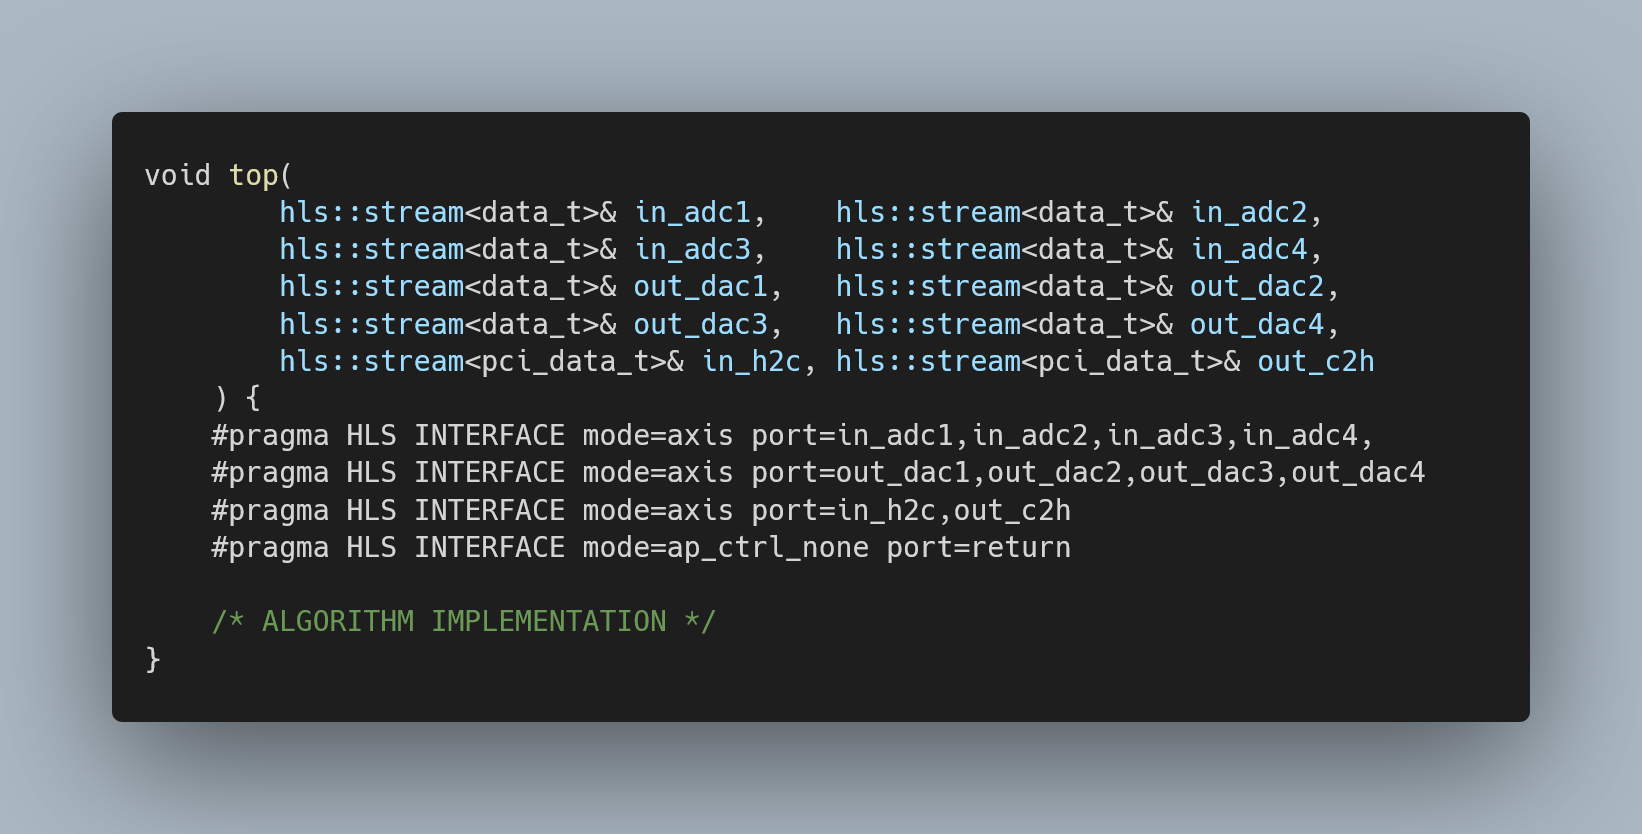 void top(
        hls::stream<data_t>& in_adc1,    hls::stream<data_t>& in_adc2,
        hls::stream<data_t>& in_adc3,    hls::stream<data_t>& in_adc4,
        hls::stream<data_t>& out_dac1,   hls::stream<data_t>& out_dac2,
        hls::stream<data_t>& out_dac3,   hls::stream<data_t>& out_dac4,
        hls::stream<pci_data_t>& in_h2c, hls::stream<pci_data_t>& out_c2h
    ) {
    #pragma HLS INTERFACE mode=axis port=in_adc1,in_adc2,in_adc3,in_adc4,
    #pragma HLS INTERFACE mode=axis port=out_dac1,out_dac2,out_dac3,out_dac4
    #pragma HLS INTERFACE mode=axis port=in_h2c,out_c2h
    #pragma HLS INTERFACE mode=ap_ctrl_none port=return

    /* ALGORITHM IMPLEMENTATION */
}